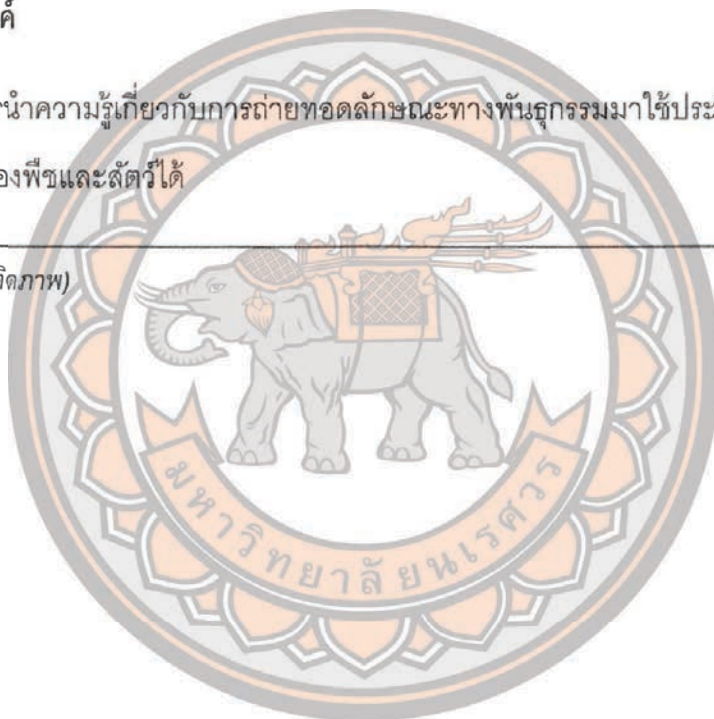 ค์
นำความรู้เกี่ยวกับการถ่ายทอดลักษณะทางพันธุกรรมมาใช้ประ
องพืชและสัตว์ได้
ภาพ)
มหาวิทยาลัยนเรศวร